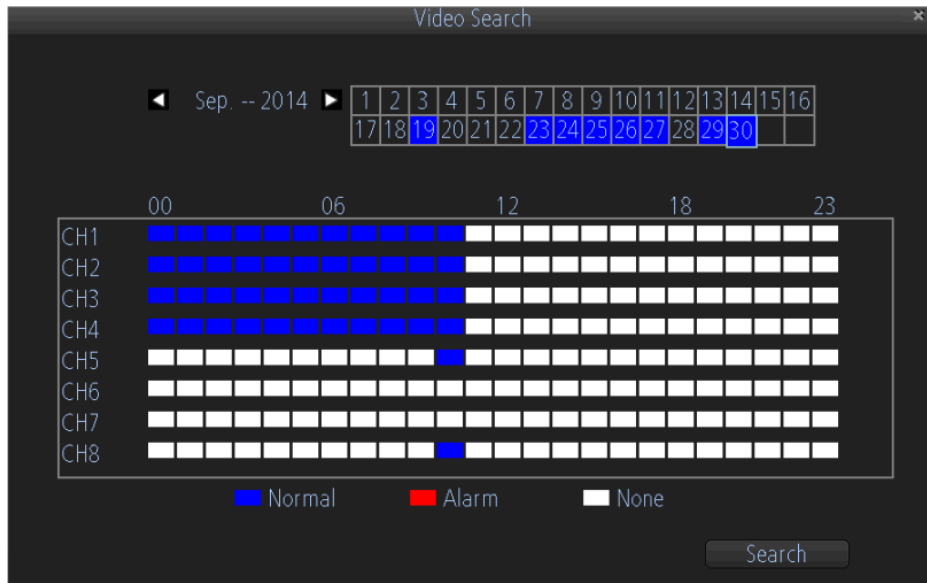 Video Search
Sep. -- 2014 1 2 3 4 5 6 7 8 9 10 11 12 13 14 15 16
17 18 19 20 21 22 23 24 25 26 27 28 29 30
00 06 12 18 23
CH1
CH2
CH3
CH4
CH5
CH6
CH7
CH8
Normal Alarm None
Search